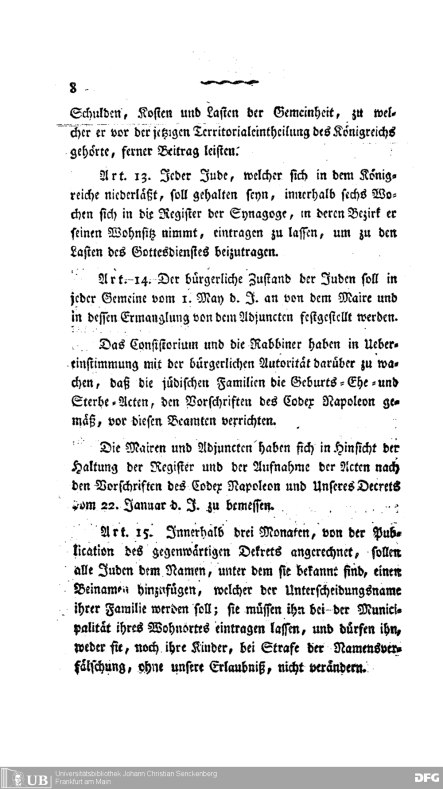 8
Schulden, Kosten und Lasten der Gemeinheit, zu wel-
cher er vor der jetzigen Territorialeintheilung des Königreichs
gehörte, ferner Beitrag leisten.
Art. 13. Jeder Jude, welcher sich in dem König-
reiche niederläßt, soll gehalten seyn, innerhalb sechs Wo-
chen sich in die Register der Synagoge, in deren Bezirk er
seinen Wohnsitz nimmt, eintragen zu lassen, um zu den
Lasten des Gottesdienstes beizutragen.
Art. 14. Der bürgerliche Zustand der Juden soll in
jeder Gemeine vom 1. May d. J. an von dem Maire und
in dessen Ermanglung von dem Adjuncten festgestellt werden.
Das Consistorium und die Rabbiner haben in Ueber-
einstimmung mit der bürgerlichen Autorität darüber zu wa-
chen, daß die jüdischen Familien die Geburts- Ehe- und
Sterbe-Acten, den Vorschriften des Codex Napoleon ge-
mäß, vor diesen Beamten verrichten.
Die Mairen und Adjuncten haben sich in Hinsicht der
Haltung der Register und der Aufnahme der Acten nach
den Vorschriften des Codex Napoleon und Unseres Decrets
vom 22. Januar d. J. zu bemessen.
Art. 15. Innerhalb drei Monaten, von der Pub-
lication des gegenwärtigen Dekrets angerechnet, sollen
alle Juden dem Namen, unter dem sie bekannt sind, einen
Beinamen hinzufügen, welcher der Unterscheidungsname
ihrer Familie werden soll; sie müssen ihn bei der Munici-
palität ihres Wohnortes eintragen lassen, und dürfen ihn,
weder sie, noch ihre Kinder, bei Strafe der Namensver-
fälschung, ohne unsere Erlaubniß, nicht verändern.
UB Universitätsbibliothek Johann Christian Senckenberg
Frankfurt am Main
DFG